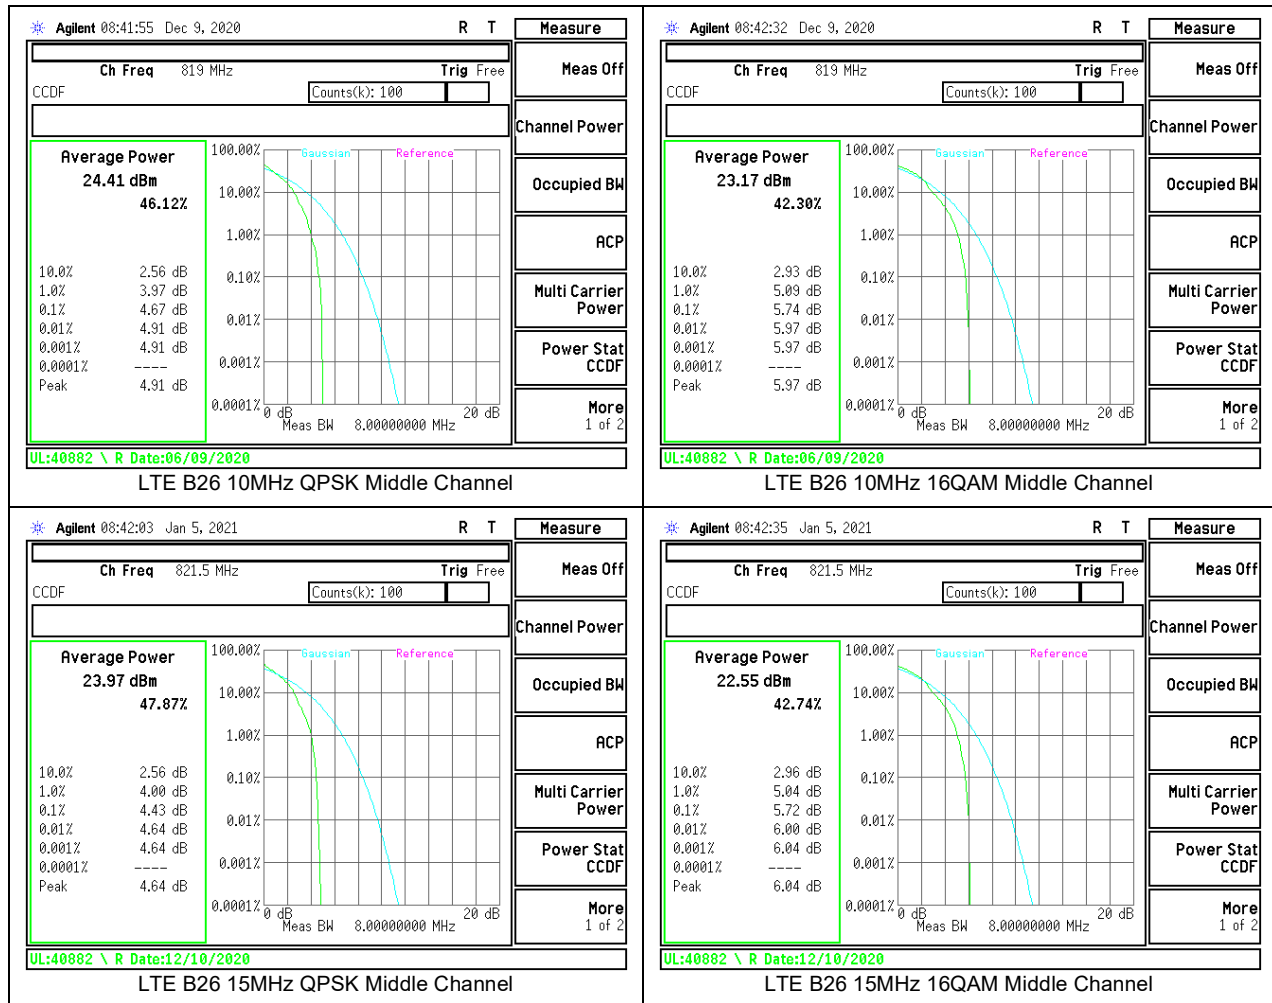 Agilent 08:41:55 Dec 9, 2020 R T Measure
Ch Freq 819 MHz Trig Free
CCDF Counts(k): 100
Average Power
24.41 dBm
46.12%
10.0% 2.56 dB
1.0% 3.97 dB
0.1% 4.67 dB
0.01% 4.91 dB
0.001% 4.91 dB
0.0001% ----
Peak 4.91 dB
Gaussian Reference
100.00%
10.00%
1.00%
0.10%
0.01%
0.001%
0.0001%
0 dB 20 dB
Meas BW 8.00000000 MHz
Meas Off
Channel Power
Occupied BW
ACP
Multi Carrier
Power
Power Stat
CCDF
More
1 of 2
UL:40882 \ R Date:06/09/2020
LTE B26 10MHz QPSK Middle Channel
Agilent 08:42:32 Dec 9, 2020 R T Measure
Ch Freq 819 MHz Trig Free
CCDF Counts(k): 100
Average Power
23.17 dBm
42.30%
10.0% 2.93 dB
1.0% 5.09 dB
0.1% 5.74 dB
0.01% 5.97 dB
0.001% 5.97 dB
0.0001% ----
Peak 5.97 dB
Gaussian Reference
100.00%
10.00%
1.00%
0.10%
0.01%
0.001%
0.0001%
0 dB 20 dB
Meas BW 8.00000000 MHz
Meas Off
Channel Power
Occupied BW
ACP
Multi Carrier
Power
Power Stat
CCDF
More
1 of 2
UL:40882 \ R Date:06/09/2020
LTE B26 10MHz 16QAM Middle Channel
Agilent 08:42:03 Jan 5, 2021 R T Measure
Ch Freq 821.5 MHz Trig Free
CCDF Counts(k): 100
Average Power
23.97 dBm
47.87%
10.0% 2.56 dB
1.0% 4.00 dB
0.1% 4.43 dB
0.01% 4.64 dB
0.001% 4.64 dB
0.0001% ----
Peak 4.64 dB
Gaussian Reference
100.00%
10.00%
1.00%
0.10%
0.01%
0.001%
0.0001%
0 dB 20 dB
Meas BW 8.00000000 MHz
Meas Off
Channel Power
Occupied BW
ACP
Multi Carrier
Power
Power Stat
CCDF
More
1 of 2
UL:40882 \ R Date:12/10/2020
LTE B26 15MHz QPSK Middle Channel
Agilent 08:42:35 Jan 5, 2021 R T Measure
Ch Freq 821.5 MHz Trig Free
CCDF Counts(k): 100
Average Power
22.55 dBm
42.74%
10.0% 2.96 dB
1.0% 5.04 dB
0.1% 5.72 dB
0.01% 6.00 dB
0.001% 6.04 dB
0.0001% ----
Peak 6.04 dB
Gaussian Reference
100.00%
10.00%
1.00%
0.10%
0.01%
0.001%
0.0001%
0 dB 20 dB
Meas BW 8.00000000 MHz
Meas Off
Channel Power
Occupied BW
ACP
Multi Carrier
Power
Power Stat
CCDF
More
1 of 2
UL:40882 \ R Date:12/10/2020
LTE B26 15MHz 16QAM Middle Channel